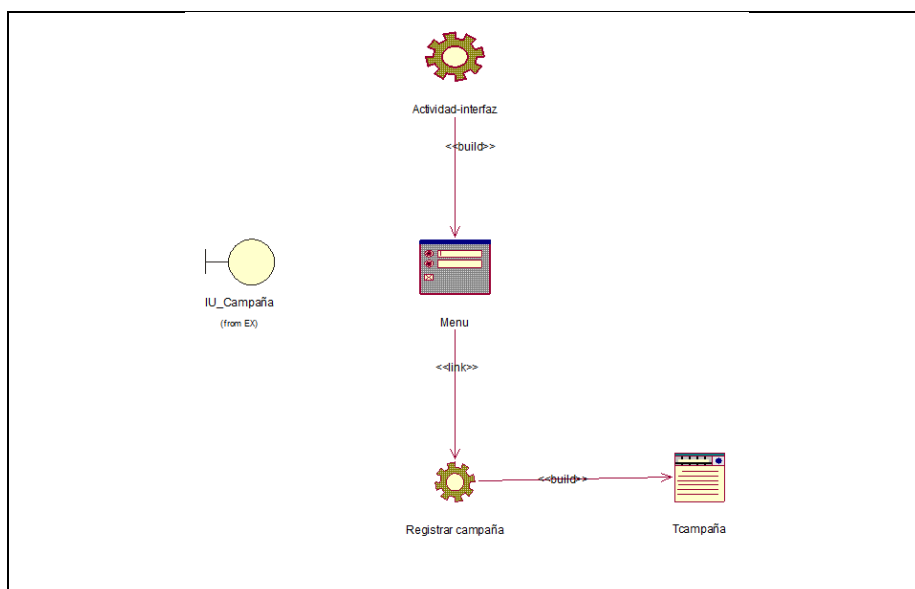 Actividad-interfaz
<<build>>
IU_Campaña
(from EX)
Menu
<<link>>
<<build>>
Registrar campaña
Tcampaña